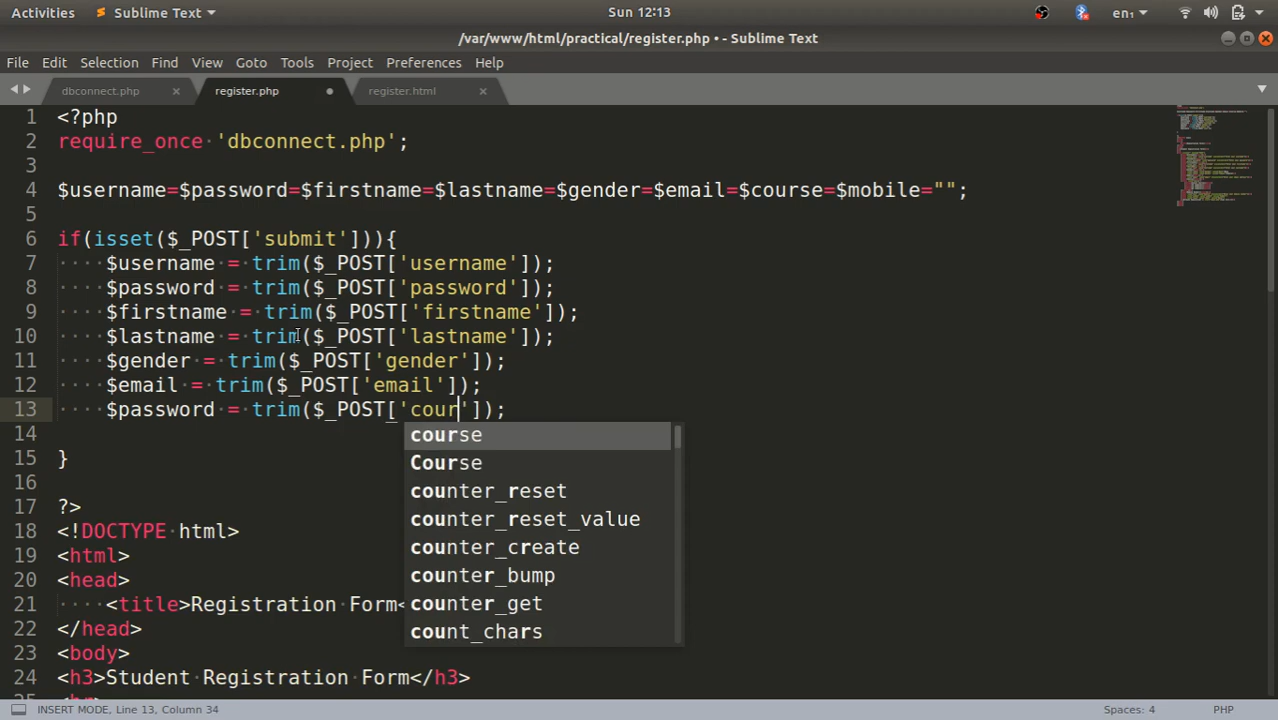 Activities Sublime Text Sun 12:13 en₁
/var/www/html/practical/register.php • - Sublime Text
File Edit Selection Find View Goto Tools Project Preferences Help
dbconnect.php × register.php • register.html ×
1 <?php
2 require_once 'dbconnect.php';
3
4 $username=$password=$firstname=$lastname=$gender=$email=$course=$mobile="";
5
6 if(isset($_POST['submit'])){
7 $username = trim($_POST['username']);
8 $password = trim($_POST['password']);
9 $firstname = trim($_POST['firstname']);
10 $lastname = trim($_POST['lastname']);
11 $gender = trim($_POST['gender']);
12 $email = trim($_POST['email']);
13 $password = trim($_POST['cour']);
14
course
15 }
Course
16
counter_reset
17 ?>
counter_reset_value
18 <!DOCTYPE html>
19 <html>
counter_create
20 <head>
counter_bump
21 <title>Registration Form<
counter_get
22 </head>
count_chars
23 <body>
24 <h3>Student Registration Form</h3>
25
INSERT MODE, Line 13, Column 34 Spaces: 4 PHP